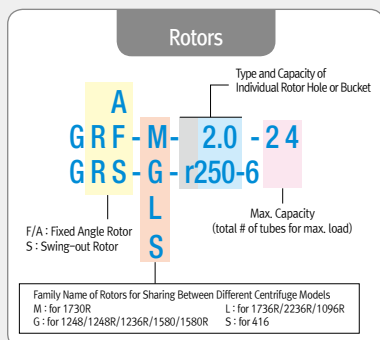 Rotors
Type and Capacity of
Individual Rotor Hole or Bucket
A
GRF-M-2.0-24
GRS-G-r250-6
L
S
F/A : Fixed Angle Rotor
S : Swing-out Rotor
Max. Capacity
(total # of tubes for max. load)
Family Name of Rotors for Sharing Between Different Centrifuge Models
M : for 1730R L : for 1736R/2236R/1096R
G : for 1248/1248R/1236R/1580/1580R S : for 416